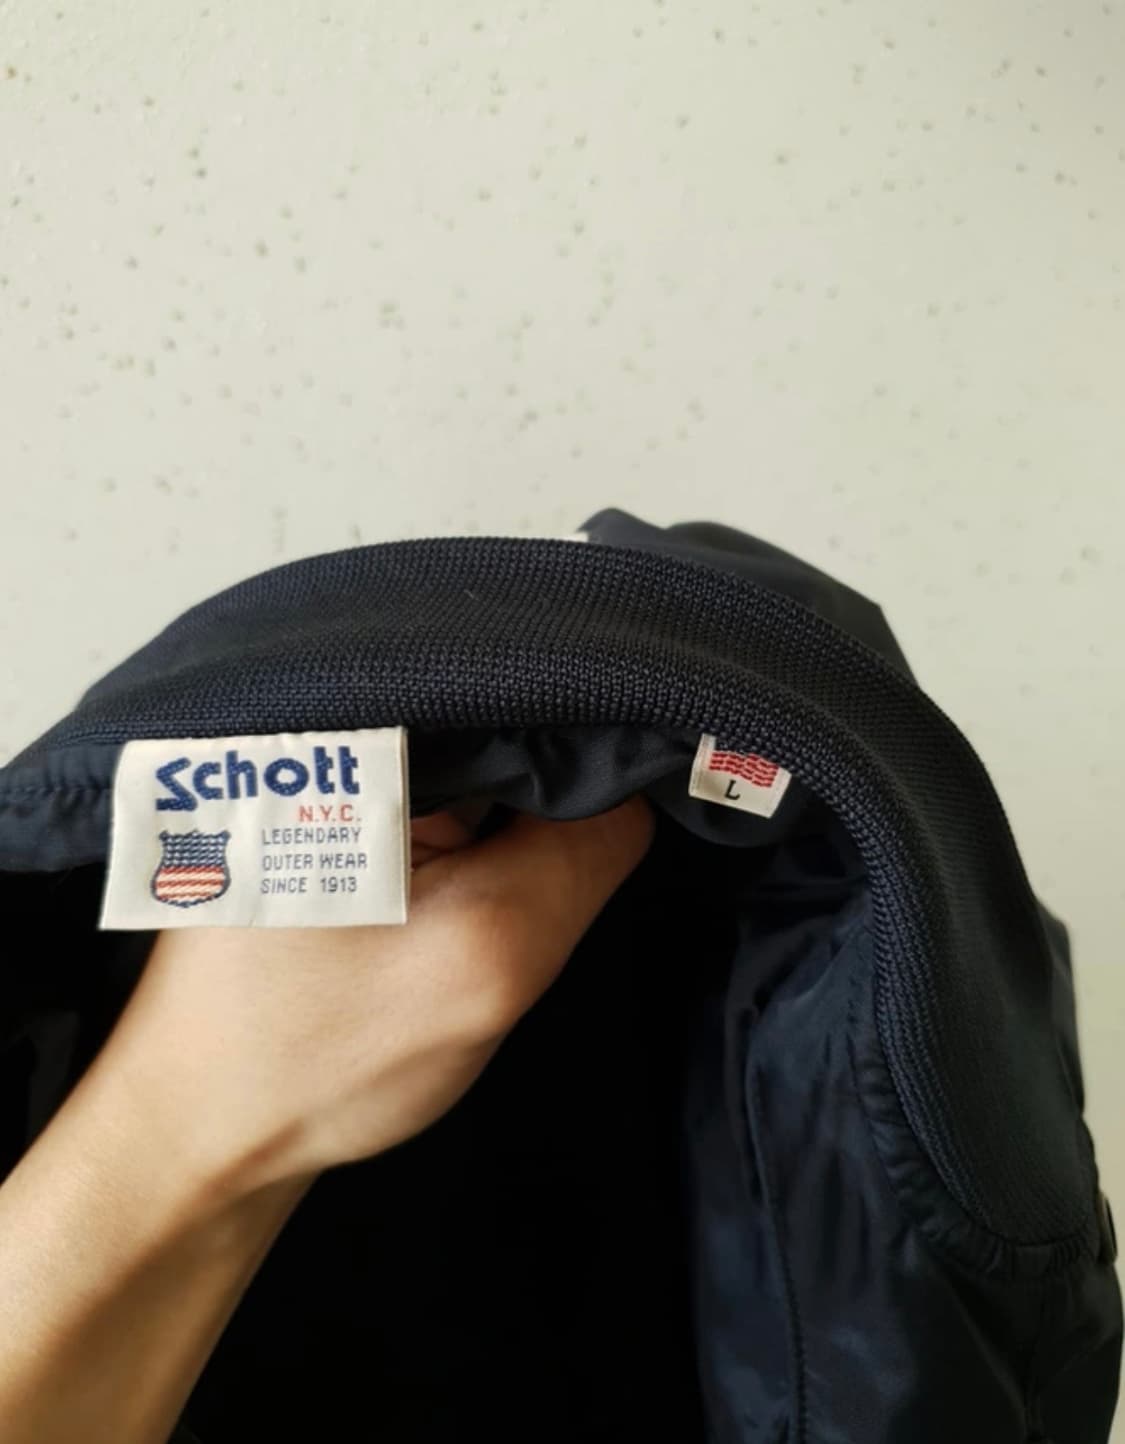 Schott
N.Y.C.
LEGENDARY
OUTER WEAR
SINCE 1913
L